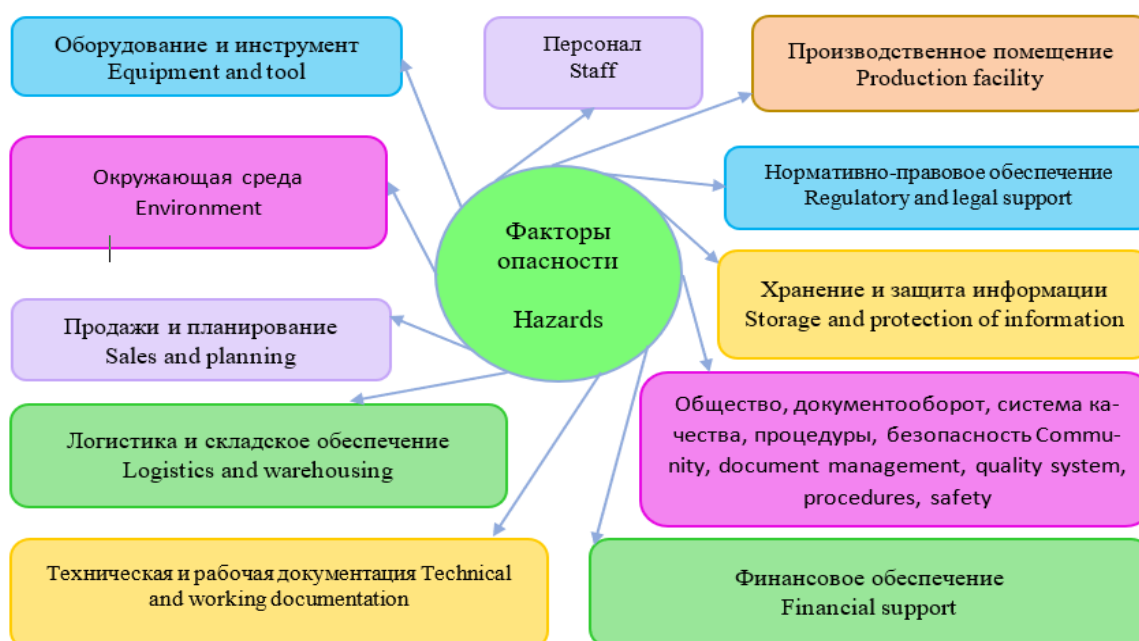 Оборудование и инструмент
Equipment and tool
Персонал
Staff
Производственное помещение
Production facility
Окружающая среда
Environment
Нормативно-правовое обеспечение
Regulatory and legal support
Факторы
опасности
Hazards
Хранение и защита информации
Storage and protection of information
Продажи и планирование
Sales and planning
Общество, документооборот, система ка-
чества, процедуры, безопасность Commu-
nity, document management, quality system,
procedures, safety
Логистика и складское обеспечение
Logistics and warehousing
Техническая и рабочая документация Technical
and working documentation
Финансовое обеспечение
Financial support